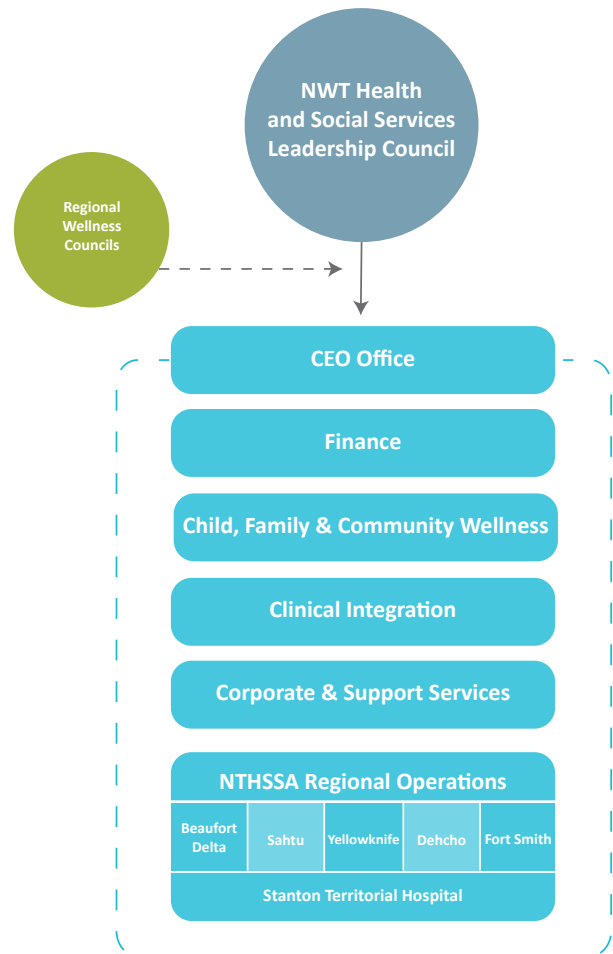 NWT Health
and Social Services
Leadership Council
Regional
Wellness
Councils
CEO Office
Finance
Child, Family & Community Wellness
Clinical Integration
Corporate & Support Services
NTHSSA Regional Operations
Beaufort
Delta
Sahtu
Yellowknife
Dehcho
Fort Smith
Stanton Territorial Hospital